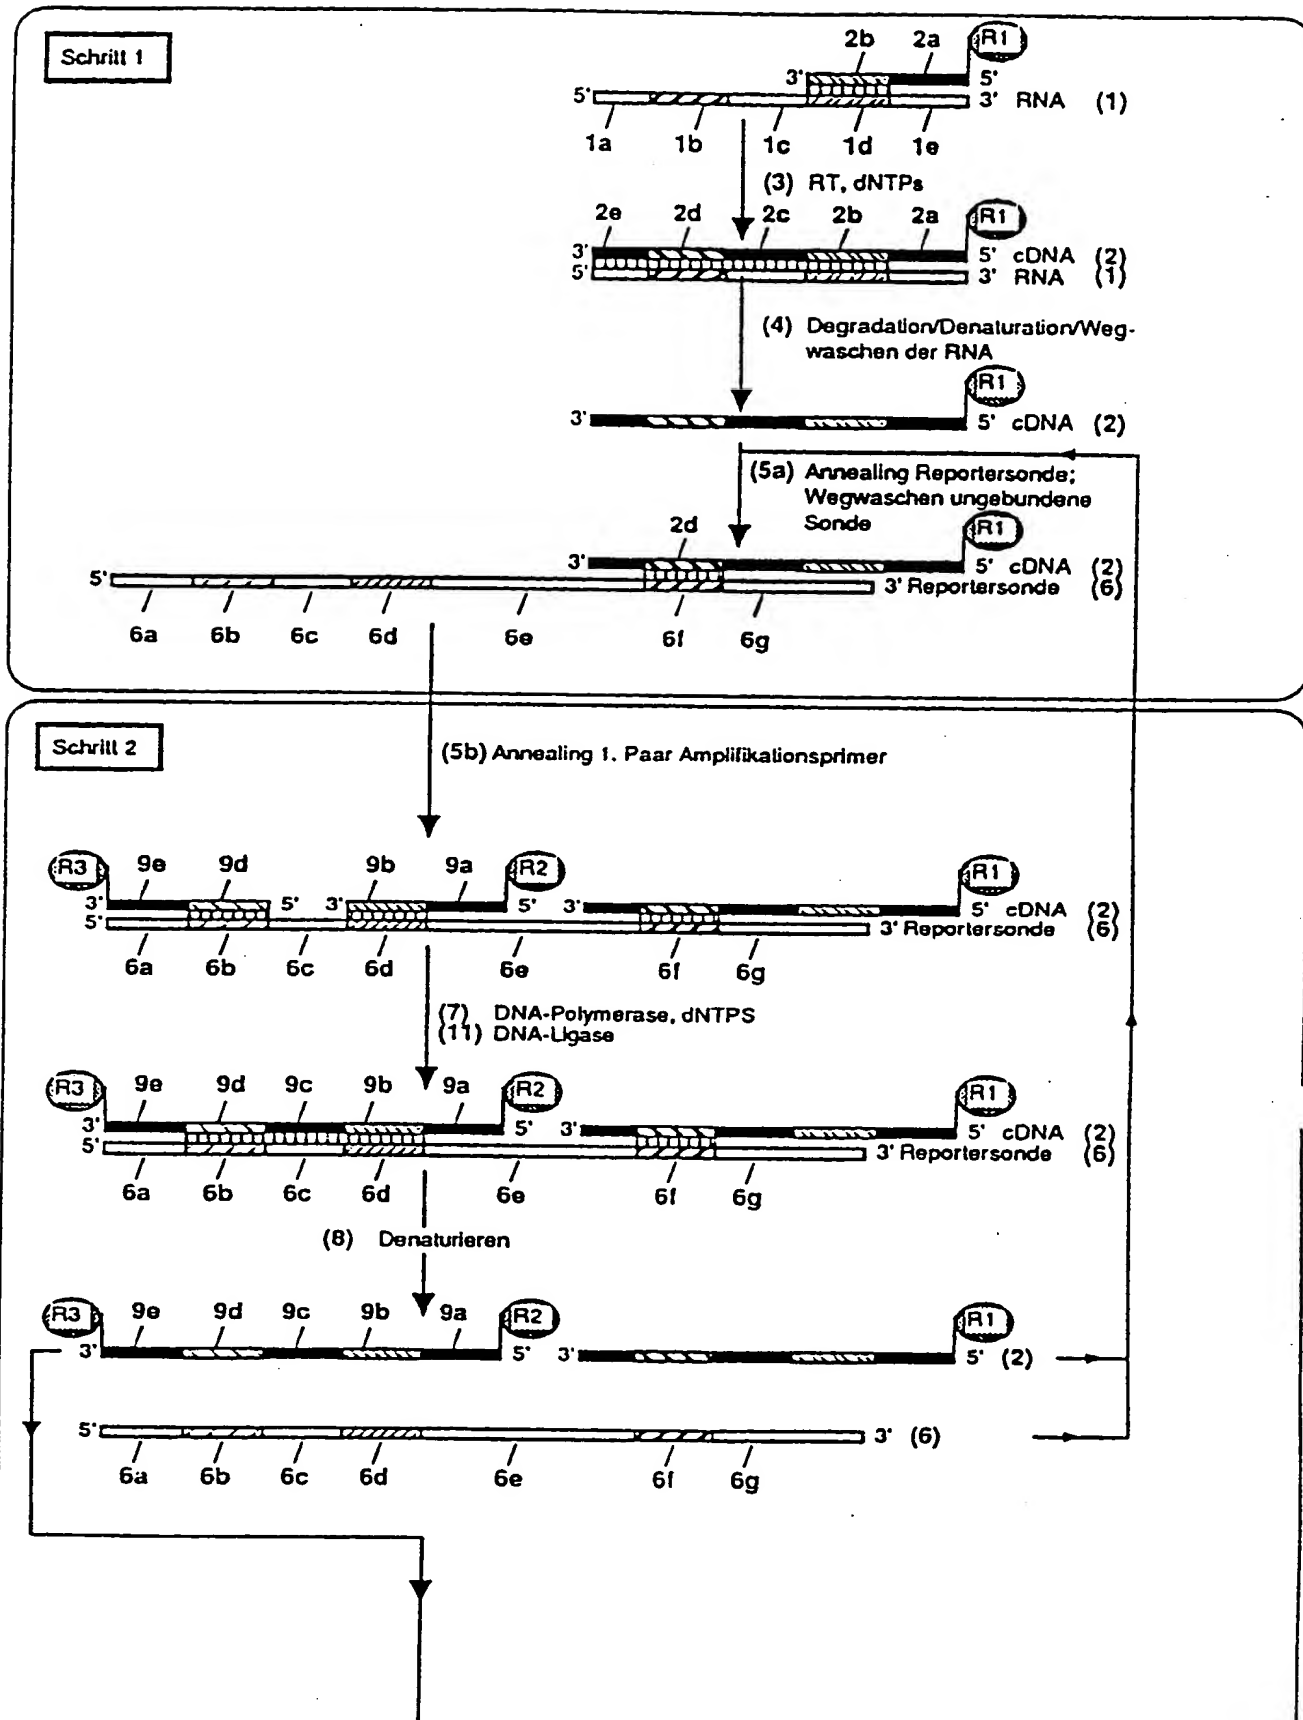 Schritt 1
2b 2a R1
3' 5'
5' 3' RNA (1)
1a 1b 1c 1d 1e
(3) RT, dNTPs
2e 2d 2c 2b 2a R1
3' 5' cDNA (2)
5' 3' RNA (1)
(4) Degradation/Denaturation/Weg-
waschen der RNA
R1
3' 5' cDNA (2)
(5a) Annealing Reportersonde;
Wegwaschen ungebundene
Sonde
2d R1
3' 5' cDNA (2)
5' 3' Reportersonde (6)
6a 6b 6c 6d 6e 6f 6g
Schritt 2
(5b) Annealing 1. Paar Amplifikationsprimer
R3 9e 9d 9b 9a R2 R1
3' 5' 3' 5' 3' 5' cDNA (2)
5' 3' Reportersonde (6)
6a 6b 6c 6d 6e 6f 6g
(7) DNA-Polymerase, dNTPS
(11) DNA-Ligase
R3 9e 9d 9c 9b 9a R2 R1
3' 5' 3' 5' cDNA (2)
5' 3' Reportersonde (6)
6a 6b 6c 6d 6e 6f 6g
(8) Denaturieren
R3 9e 9d 9c 9b 9a R2 R1
3' 5' 3' 5' (2)
5' 3' (6)
6a 6b 6c 6d 6e 6f 6g